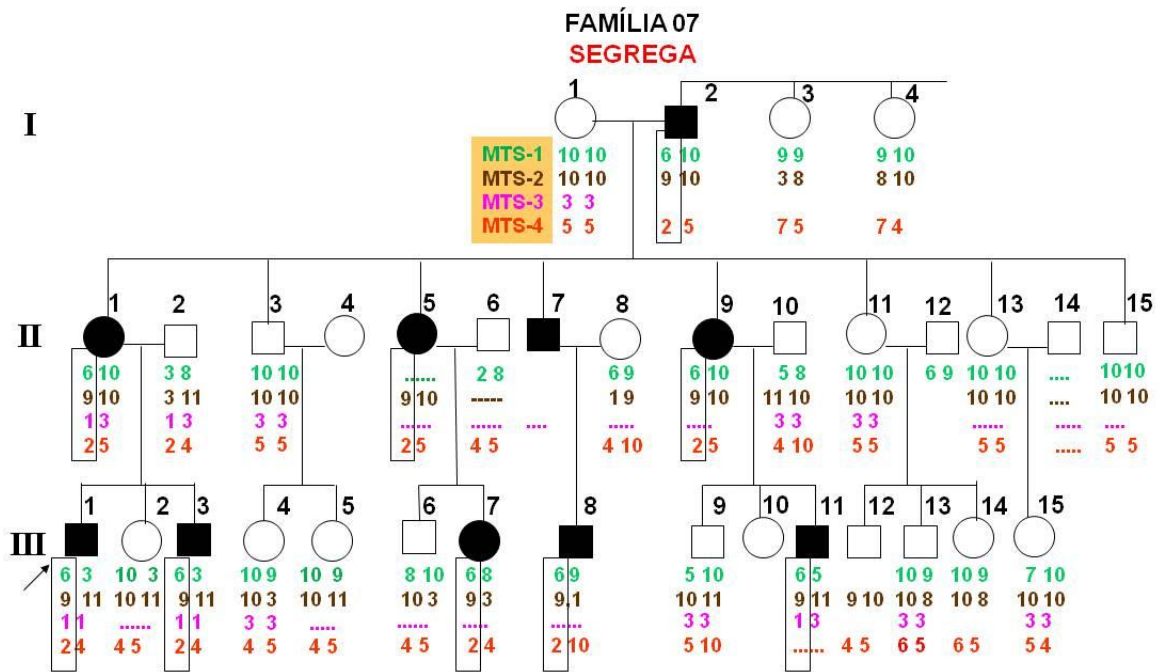 FAMÍLIA 07
SEGREGA
1 2 3 4
I
MTS-1 10 10 6 10 9 9 9 10
MTS-2 10 10 9 10 3 8 8 10
MTS-3 3 3
MTS-4 5 5 2 5 7 5 7 4
1 2 3 4 5 6 7 8 9 10 11 12 13 14 15
II
6 10 3 8 10 10 ...... 2 8 6 9 6 10 5 8 10 10 6 9 10 10 .... 10 10
9 10 3 11 10 10 9 10 ----- 1 9 9 10 11 10 10 10 10 10 .... 10 10
1 3 1 3 3 3 ...... ...... .... ..... ..... 3 3 3 3 ...... ..... ....
2 5 2 4 5 5 2 5 4 5 4 10 2 5 4 10 5 5 5 5 ..... 5 5
1 2 3 4 5 6 7 8 9 10 11 12 13 14 15
III
6 3 10 3 6 3 10 9 10 9 8 10 6 8 6 9 5 10 6 5 10 9 10 9 7 10
9 11 10 11 9 11 10 3 10 11 10 3 9 3 9,1 10 11 9 11 9 10 10 8 10 8 10 10
1 1 ...... 1 1 3 3 ...... ...... ..... ...... 3 3 1 3 3 3 3 3
2 4 4 5 2 4 4 5 4 5 4 5 2 4 2 10 5 10 ...... 4 5 6 5 6 5 5 4